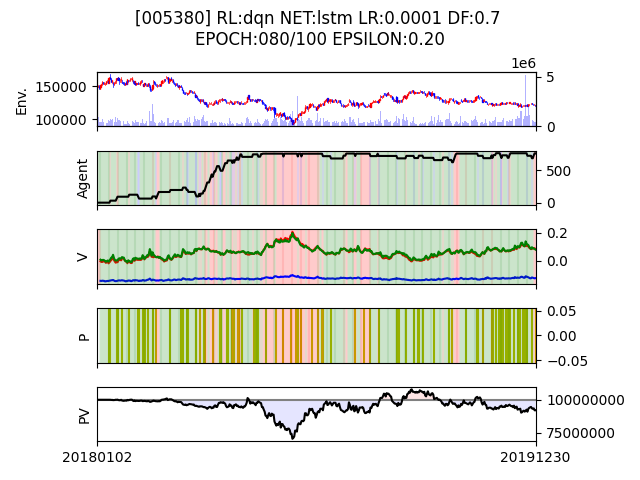 [005380] RL:dqn NET:lstm LR:0.0001 DF:0.7
EPOCH:080/100 EPSILON:0.20
1e6
Env.
150000
100000
5
0
Agent
500
0
V
0.2
0.0
P
0.05
0.00
−0.05
PV
100000000
75000000
20180102
20191230